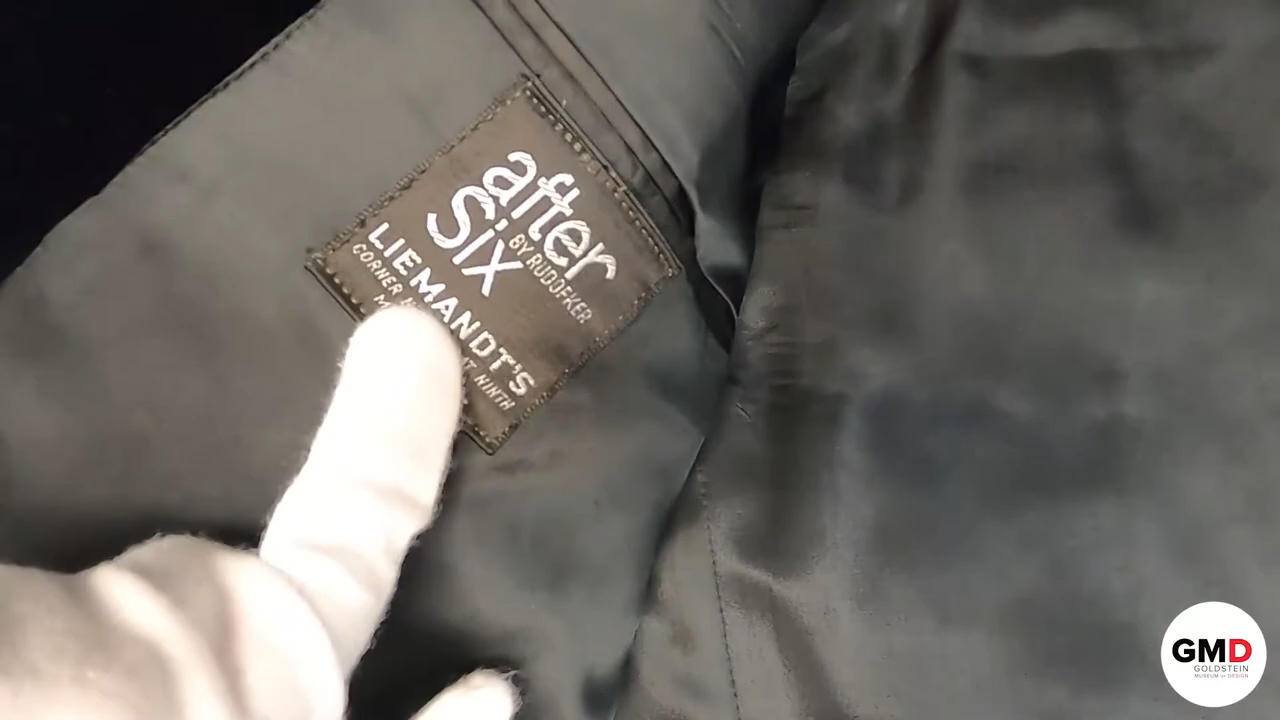 after
Six
BY RUDOFKER
LIEMANDT'S
CORNER
NINTH
GMD
GOLDSTEIN
MUSEUM OF DESIGN